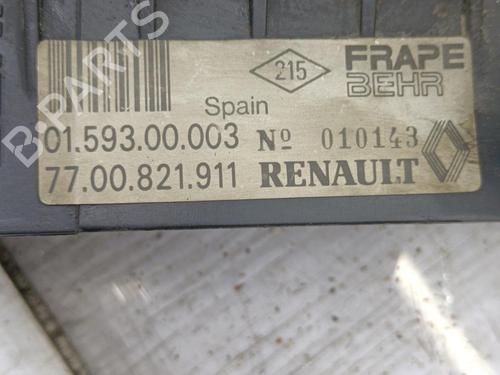 215
FRAPE
BEHR
Spain
01.593.00.003 Nº 010143
77.00.821.911 RENAULT
B-PARTS